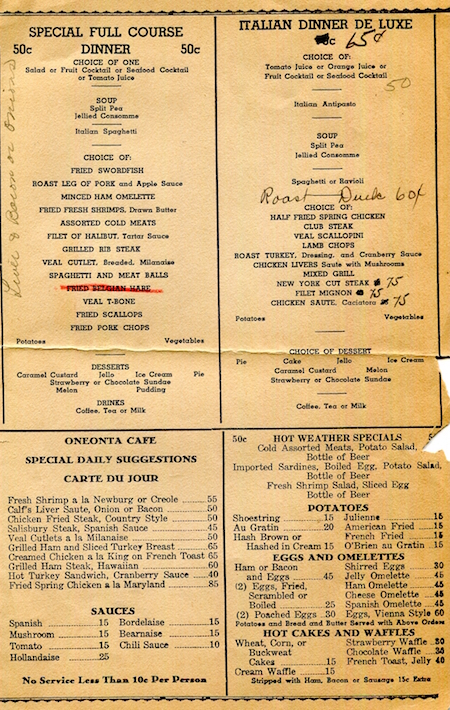 SPECIAL FULL COURSE
50c DINNER 50c
CHOICE OF ONE
Salad or Fruit Cocktail or Seafood Cocktail
or Tomato Juice
SOUP
Split Pea
Jellied Consomme
Italian Spaghetti
CHOICE OF:
FRIED SWORDFISH
ROAST LEG OF PORK and Apple Sauce
MINCED HAM OMELETTE
FRIED FRESH SHRIMPS, Drawn Butter
ASSORTED COLD MEATS
FILET OF HALIBUT, Tartar Sauce
GRILLED RIB STEAK
VEAL CUTLET, Breaded, Milanaise
SPAGHETTI AND MEAT BALLS
FRIED BELGIAN HARE
VEAL T-BONE
FRIED SCALLOPS
FRIED PORK CHOPS
Potatoes Vegetables
DESSERTS
Caramel Custard Jello Ice Cream Pie
Strawberry or Chocolate Sundae
Melon Pudding
DRINKS
Coffee, Tea or Milk
Liver & Bacon or Onions
ITALIAN DINNER DE LUXE
65¢
CHOICE OF:
Tomato Juice or Orange Juice or
Fruit Cocktail or Seafood Cocktail
50
Italian Antipasto
SOUP
Split Pea
Jellied Consomme
Spaghetti or Ravioli
Roast Duck 60¢
CHOICE OF:
HALF FRIED SPRING CHICKEN
CLUB STEAK
VEAL SCALLOPINI
LAMB CHOPS
ROAST TURKEY, Dressing, and Cranberry Sauce
CHICKEN LIVERS Saute with Mushrooms
MIXED GRILL
NEW YORK CUT STEAK 75
FILET MIGNON 75
CHICKEN SAUTE, Caciatora 75
Potatoes Vegetables
CHOICE OF DESSERT
Pie Cake Jello Ice Cream
Caramel Custard Melon
Strawberry or Chocolate Sundae
Coffee, Tea or Milk
ONEONTA CAFE
SPECIAL DAILY SUGGESTIONS
CARTE DU JOUR
Fresh Shrimp a la Newburg or Creole 55
Calf's Liver Saute, Onion or Bacon 50
Chicken Fried Steak, Country Style 50
Salisbury Steak, Spanish Sauce 45
Veal Cutlets a la Milanaise 50
Grilled Ham and Sliced Turkey Breast 65
Creamed Chicken a la King on French Toast 65
Grilled Ham Steak, Hawaiian 60
Hot Turkey Sandwich, Cranberry Sauce 40
Fried Spring Chicken a la Maryland 85
SAUCES
Spanish 15 Bordelaise 15
Mushroom 15 Bearnaise 15
Tomato 15 Chili Sauce 10
Hollandaise 25
No Service Less Than 10c Per Person
50c HOT WEATHER SPECIALS
Cold Assorted Meats, Potato Salad,
Bottle of Beer
Imported Sardines, Boiled Egg, Potato Salad,
Bottle of Beer
Fresh Shrimp Salad, Sliced Egg
Bottle of Beer
POTATOES
Shoestring 15 Julienne 15
Au Gratin 20 American Fried 15
Hash Brown or French Fried 15
Hashed in Cream 15 O'Brien au Gratin 15
EGGS AND OMELETTES
Ham or Bacon Shirred Eggs 30
and Eggs 45 Jelly Omelette 45
(2) Eggs, Fried, Ham Omelette 45
Scrambled or Cheese Omelette 45
Boiled 25 Spanish Omelette 45
(2) Poached Eggs 30 Eggs, Vienna Style 60
Potatoes and Bread and Butter Served with Above Orders
HOT CAKES AND WAFFLES
Wheat, Corn, or Strawberry Waffle 30
Buckweat Chocolate Waffle 30
Cakes 15 French Toast, Jelly 40
Cream Waffle 15
Stripped with Ham, Bacon or Sausage 15c Extra